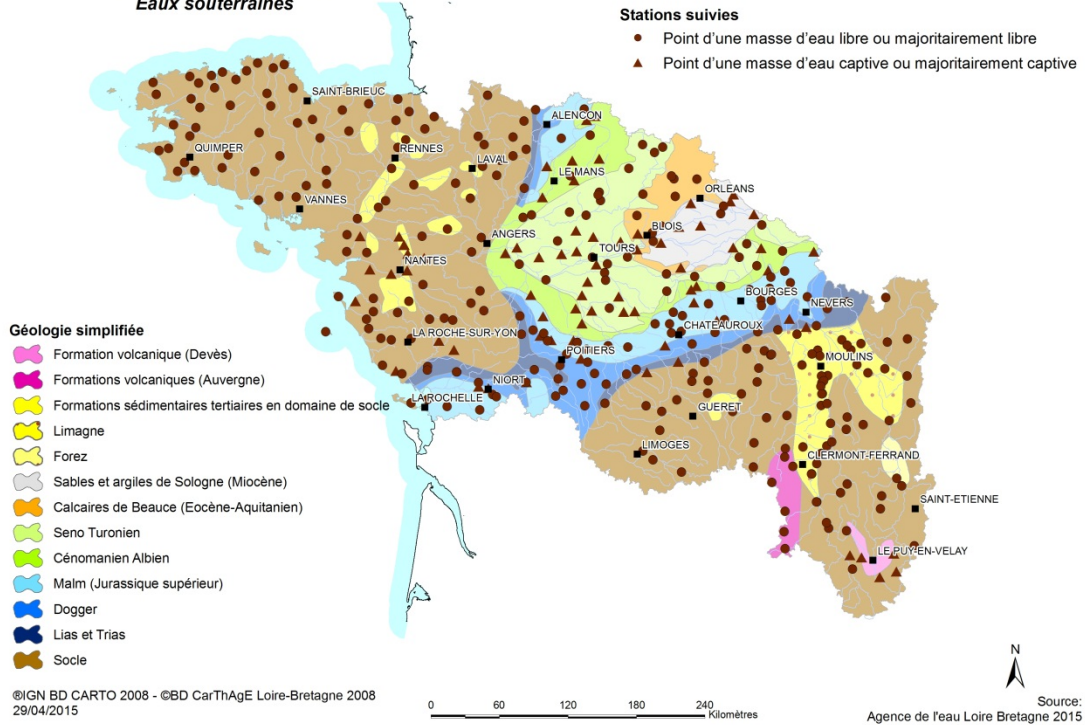 Eaux souterraines
Stations suivies
Point d'une masse d'eau libre ou majoritairement libre
Point d'une masse d'eau captive ou majoritairement captive
SAINT-BRIEUC
ALENCON
QUIMPER
RENNES
LAVAL
LE MANS
ORLEANS
VANNES
BLOIS
ANGERS
TOURS
NANTES
BOURGES
NEVERS
LA ROCHE-SUR-YON
CHATEAUROUX
POITIERS
MOULINS
NIORT
LA ROCHELLE
GUERET
LIMOGES
CLERMONT-FERRAND
SAINT-ETIENNE
LE PUY-EN-VELAY
Géologie simplifiée
Formation volcanique (Devès)
Formations volcaniques (Auvergne)
Formations sédimentaires tertiaires en domaine de socle
Limagne
Forez
Sables et argiles de Sologne (Miocène)
Calcaires de Beauce (Eocène-Aquitanien)
Seno Turonien
Cénomanien Albien
Malm (Jurassique supérieur)
Dogger
Lias et Trias
Socle
®IGN BD CARTO 2008 - ©BD CarThAgE Loire-Bretagne 2008
29/04/2015
0 60 120 180 240
Kilomètres
N
Source:
Agence de l'eau Loire Bretagne 2015